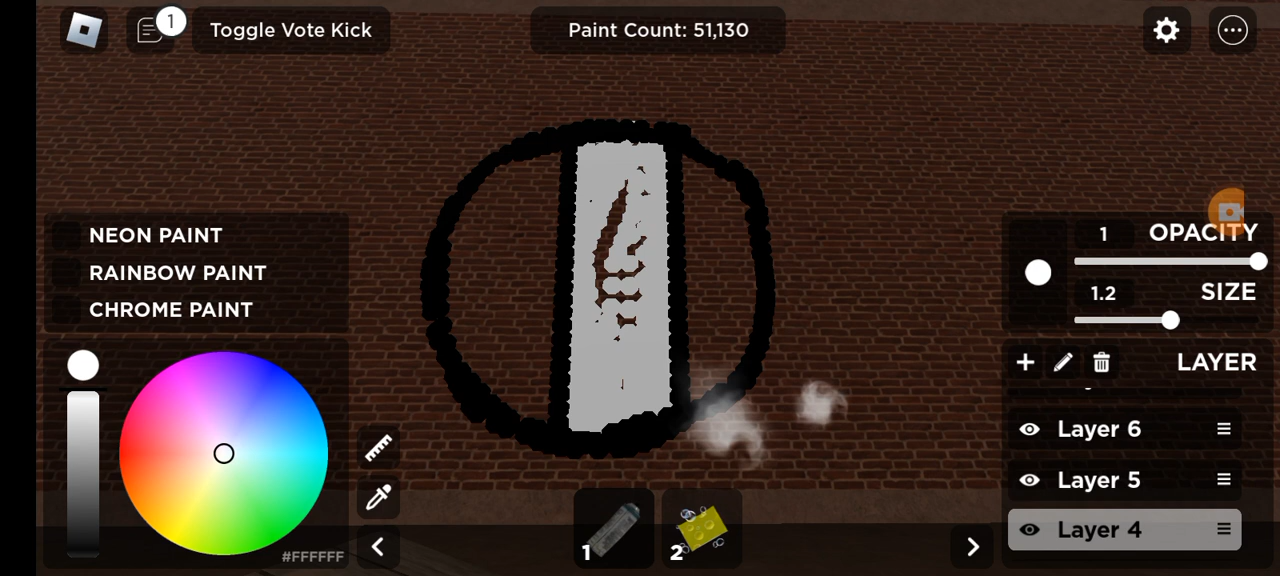 1
Toggle Vote Kick
Paint Count: 51,130
NEON PAINT
RAINBOW PAINT
CHROME PAINT
#FFFFFF
1 OPACITY
1.2 SIZE
LAYER
Layer 6
Layer 5
Layer 4
1
2